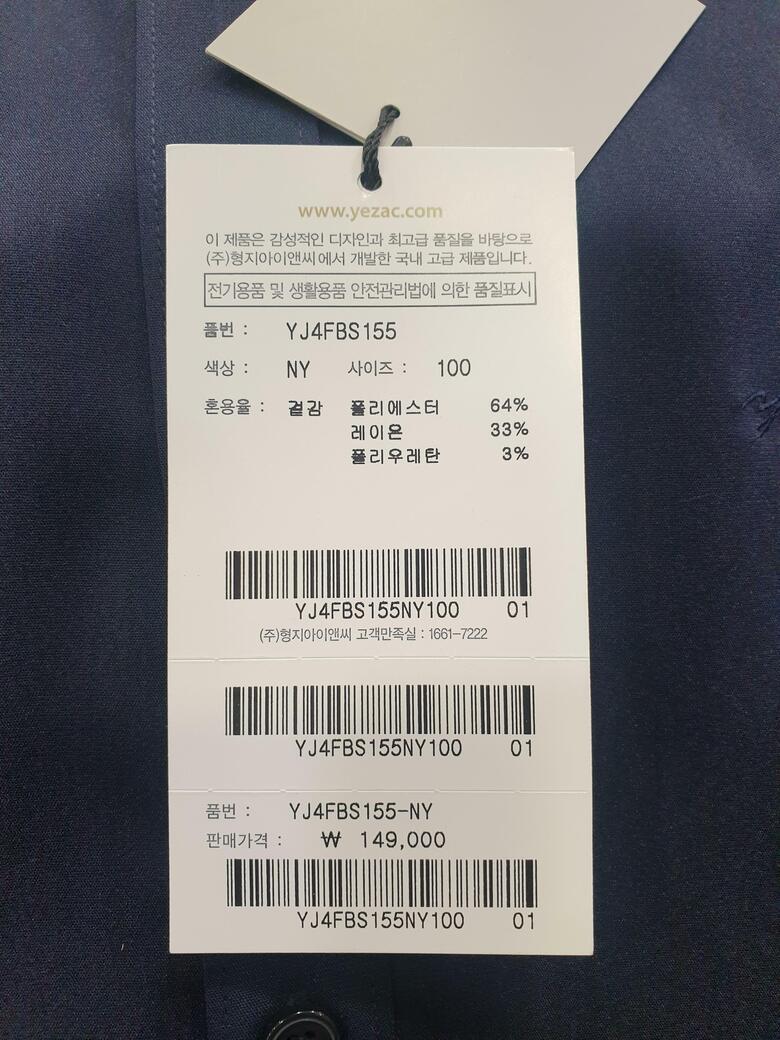 www.yezac.com
이 제품은 감성적인 디자인과 최고급 품질을 바탕으로
(주)형지아이앤씨에서 개발한 국내 고급 제품입니다.
전기용품 및 생활용품 안전관리법에 의한 품질표시
품번 : YJ4FBS155
색상 : NY 사이즈 : 100
혼용율 : 겉감 폴리에스터 64%
레이온 33%
폴리우레탄 3%
YJ4FBS155NY100 01
(주)형지아이앤씨 고객만족실 : 1661-7222
YJ4FBS155NY100 01
품번 : YJ4FBS155-NY
판매가격 : ₩ 149,000
YJ4FBS155NY100 01